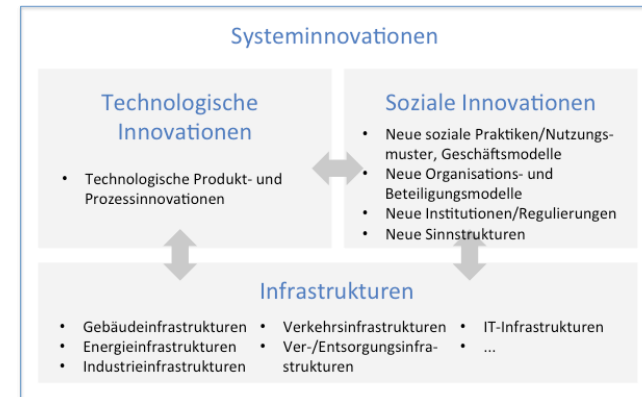 Systeminnovationen
Technologische
Innovationen
• Technologische Produkt- und
Prozessinnovationen
Soziale Innovationen
• Neue soziale Praktiken/Nutzungs-
muster, Geschäftsmodelle
• Neue Organisations- und
Beteiligungsmodelle
• Neue Institutionen/Regulierungen
• Neue Sinnstrukturen
Infrastrukturen
• Gebäudeinfrastrukturen
• Energieinfrastrukturen
• Industrieinfrastrukturen
• Verkehrsinfrastrukturen
• Ver-/Entsorgungsinfra-
strukturen
• IT-Infrastrukturen
• ...